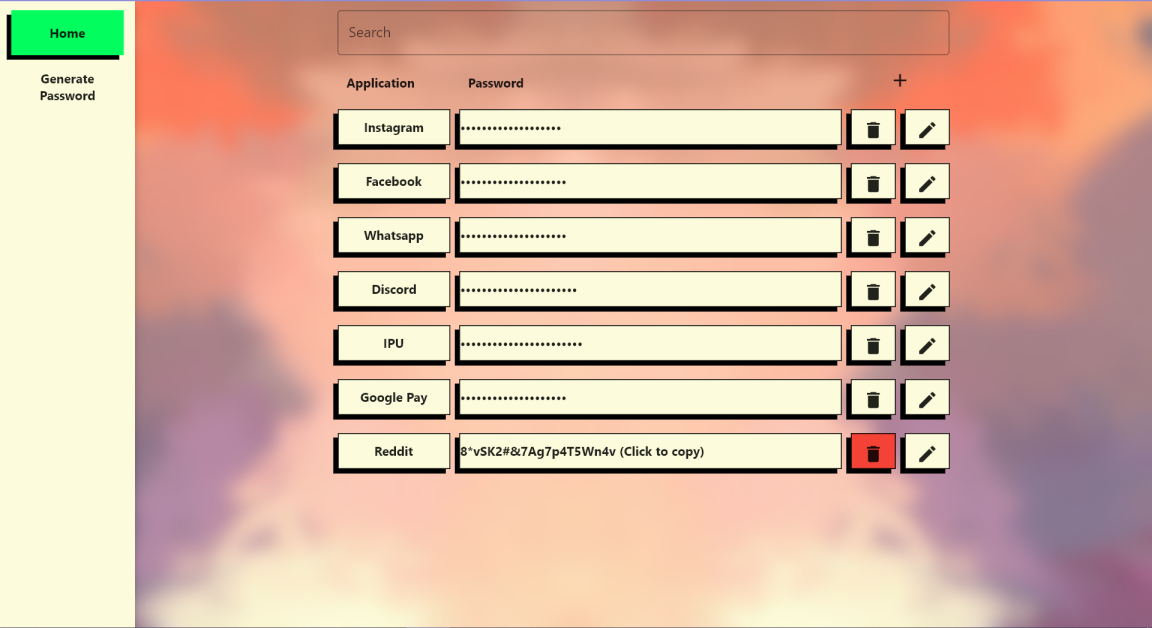 Home
Generate
Password
Search
Application Password +
Instagram
Facebook
Whatsapp
Discord
IPU
Google Pay
Reddit 8*vSK2#&7Ag7p4T5Wn4v (Click to copy)